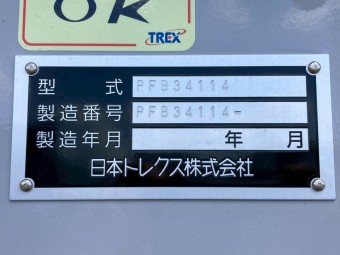 OK
TREX
型式 PFB34114
製造番号 PFB34114-
製造年月 年 月
日本トレクス株式会社